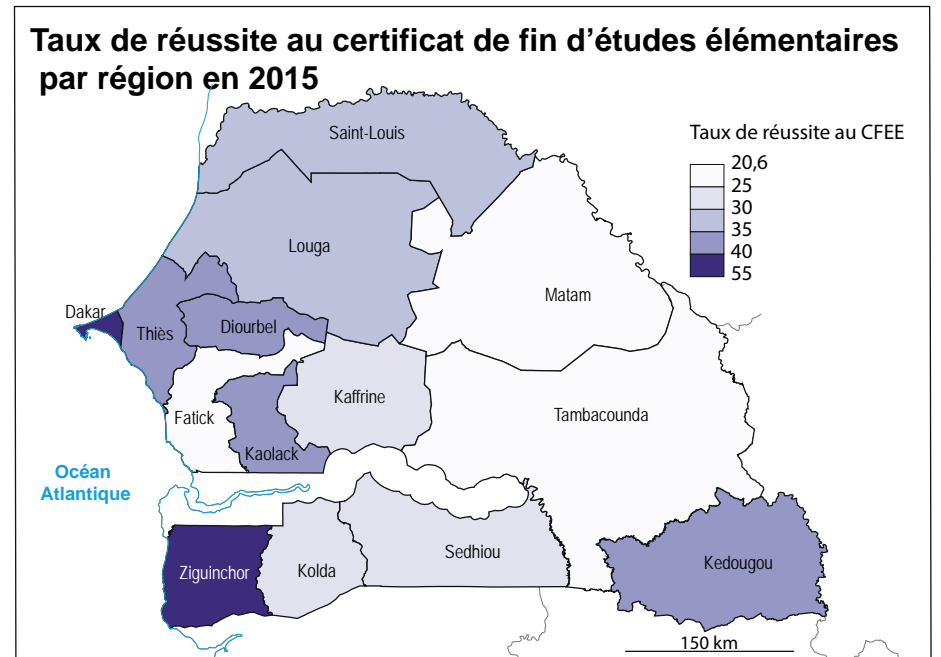 Taux de réussite au certificat de fin d’études élémentaires
par région en 2015
Saint-Louis
Taux de réussite au CFEE
20,6
25
30
35
40
55
Louga
Matam
Dakar
Thiès
Diourbel
Kaffrine
Fatick
Tambacounda
Kaolack
Océan
Atlantique
Ziguinchor
Kolda
Sedhiou
Kedougou
150 km